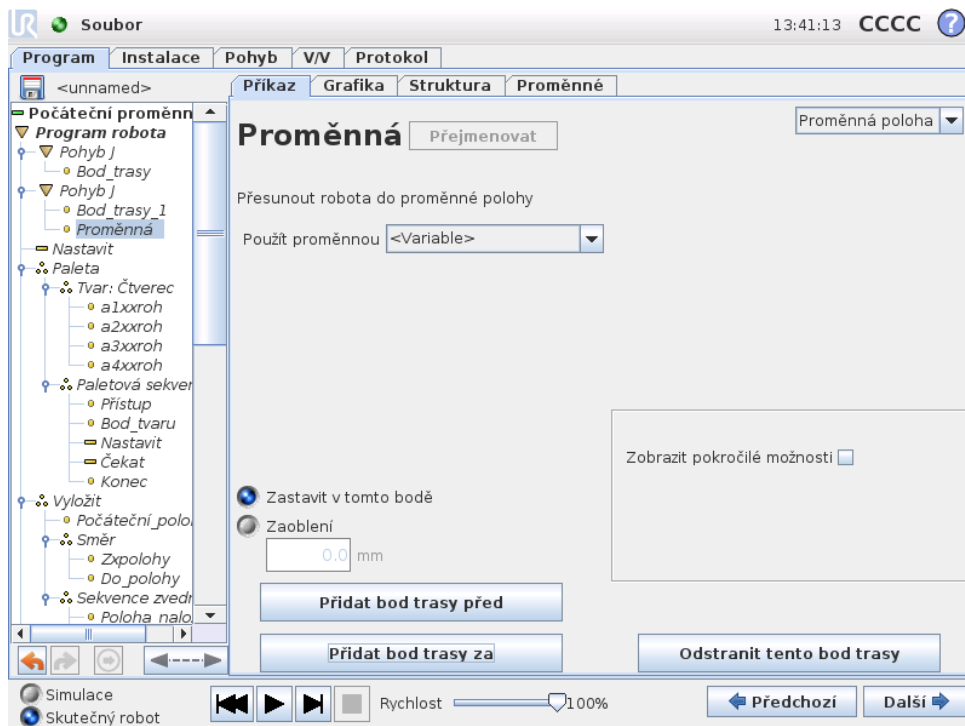 UR Soubor 13:41:13 CCCC ?
Program Instalace Pohyb V/V Protokol
<unnamed>
Příkaz Grafika Struktura Proměnné
Počáteční proměnn
Program robota
Pohyb J
Bod_trasy
Pohyb J
Bod_trasy_1
Proměnná
Nastavit
Paleta
Tvar: Čtverec
a1xxroh
a2xxroh
a3xxroh
a4xxroh
Paletová sekver
Přístup
Bod_tvaru
Nastavit
Čekat
Konec
Vyložit
Počáteční_polo
Směr
Zxpolohy
Do_polohy
Sekvence zvedn
Poloha_nalo
Proměnná Přejmenovat
Proměnná poloha
Přesunout robota do proměnné polohy
Použít proměnnou <Variable>
Zobrazit pokročilé možnosti
Zastavit v tomto bodě
Zaoblení
0.0 mm
Přidat bod trasy před
Přidat bod trasy za
Odstranit tento bod trasy
Simulace
Skutečný robot
Rychlost 100%
Předchozí
Další